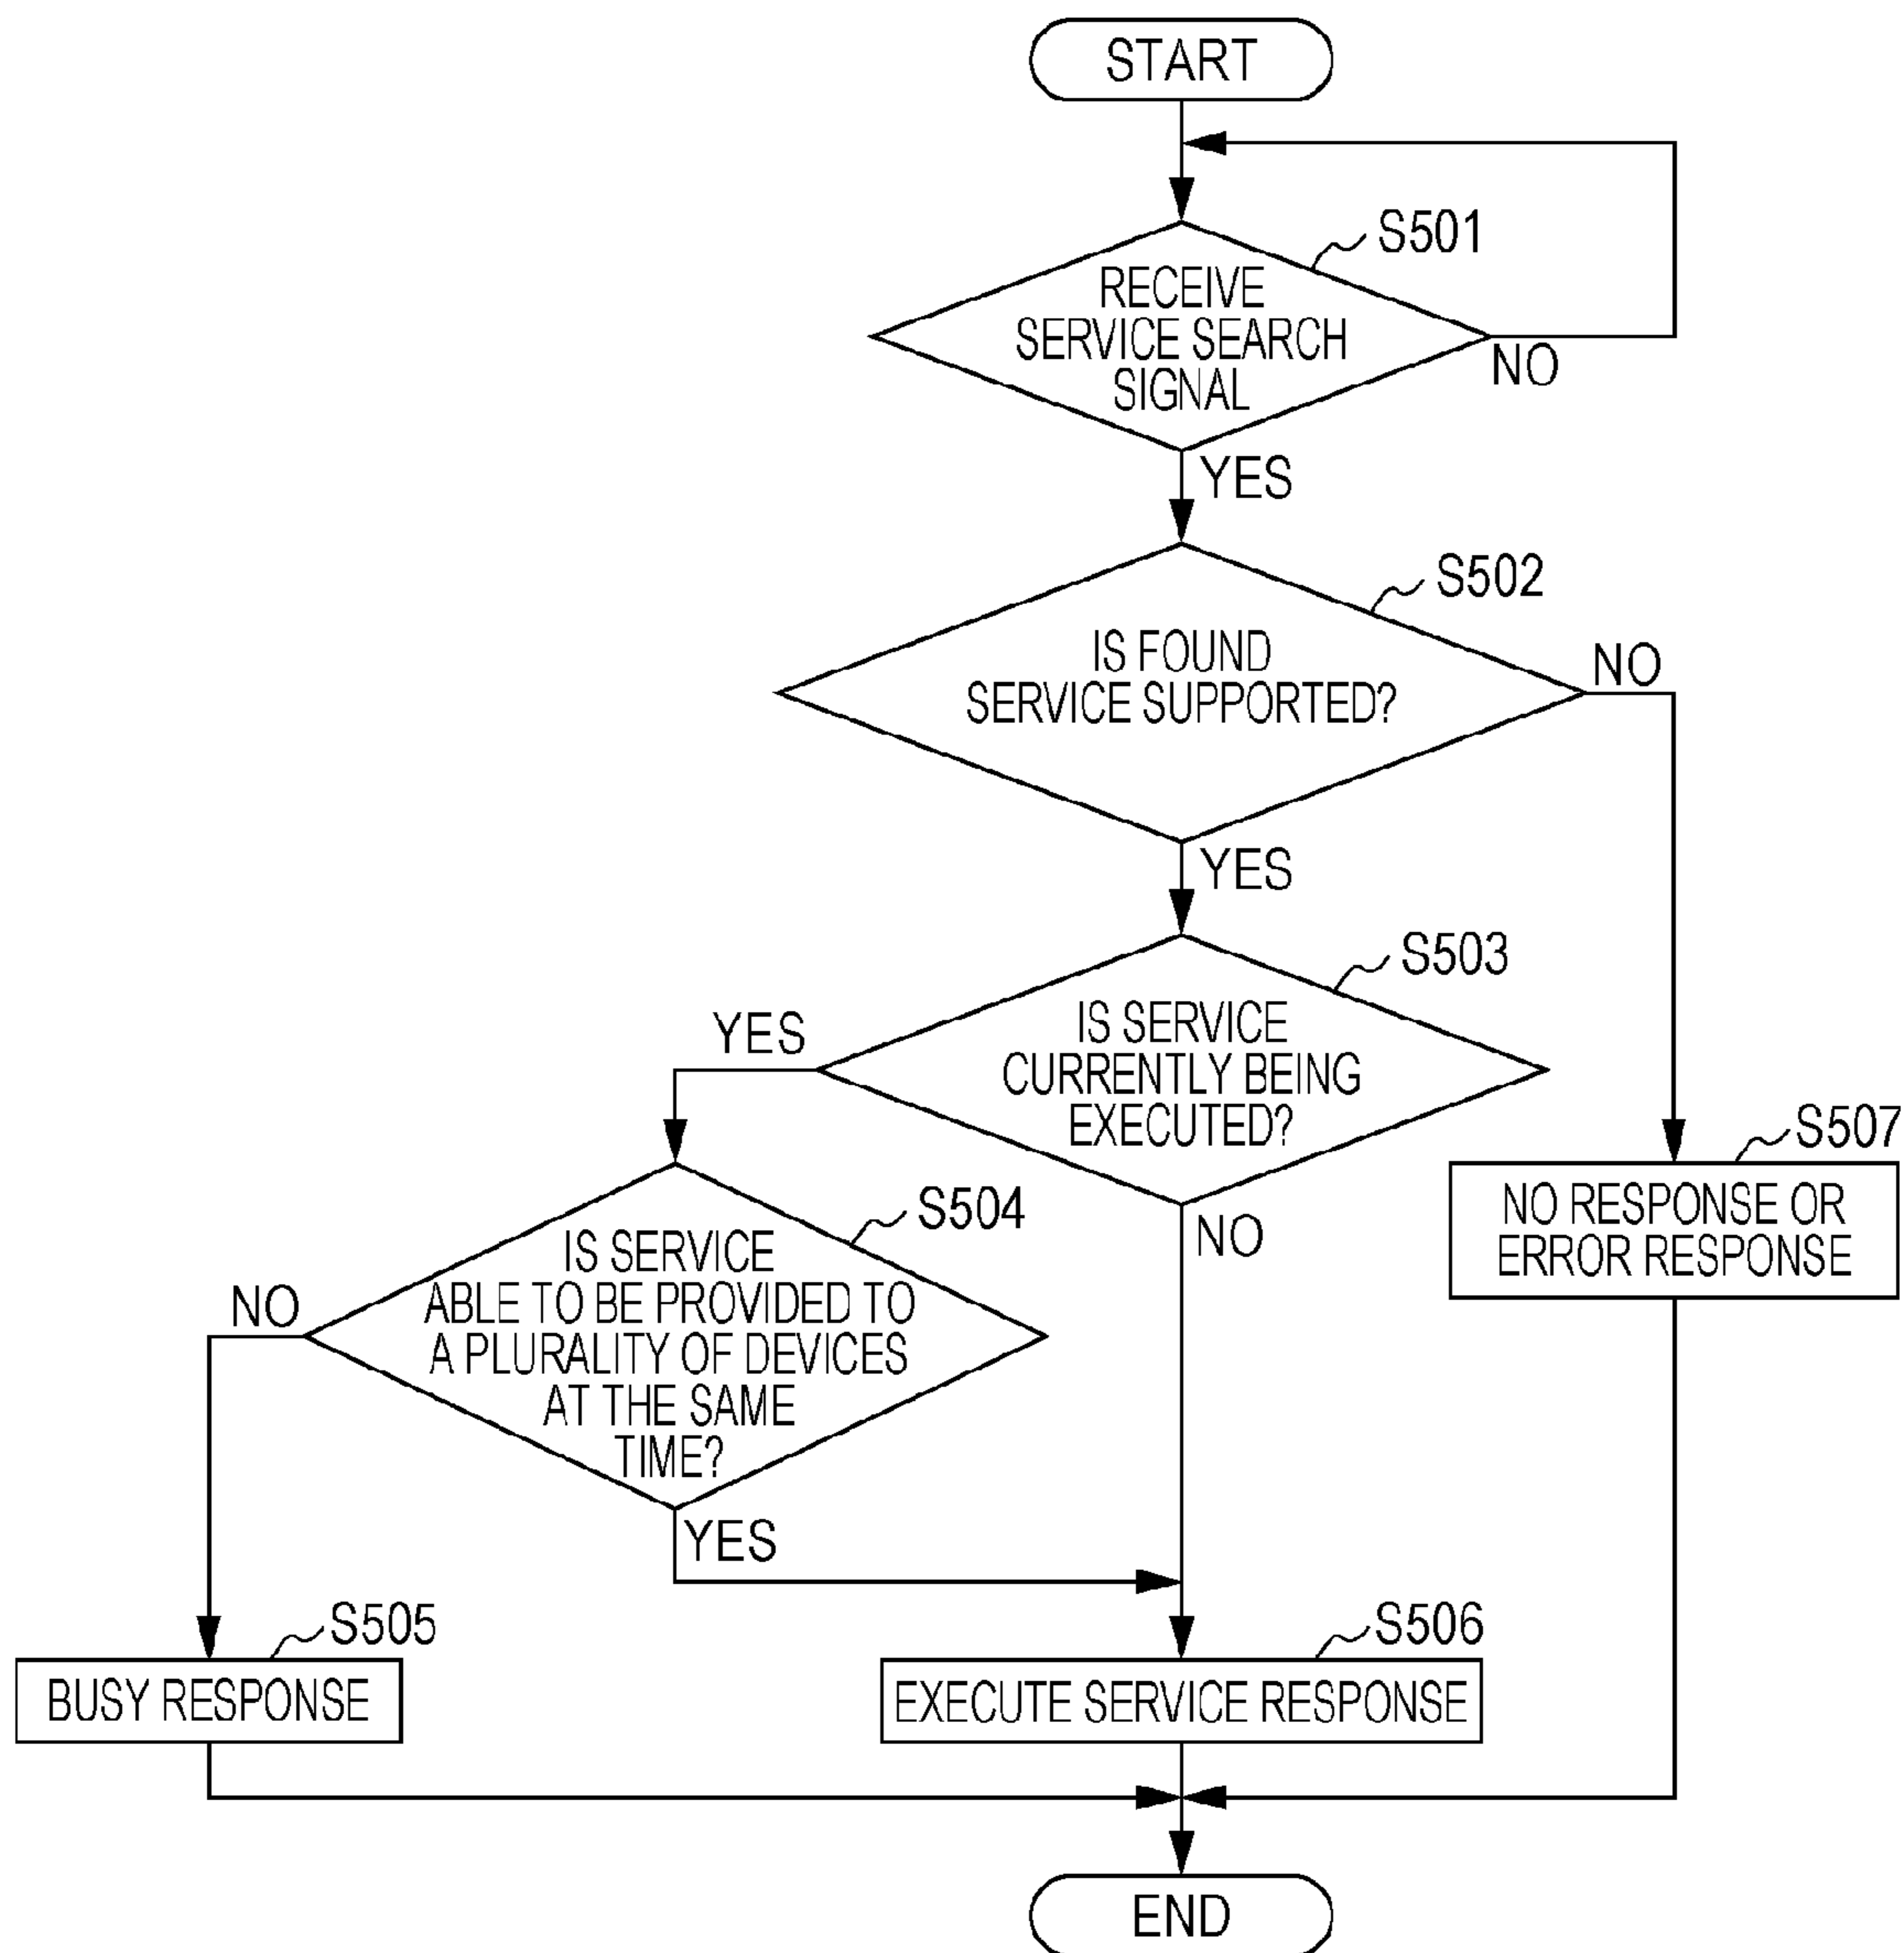 START
S501
RECEIVE
SERVICE SEARCH
SIGNAL
NO
YES
S502
IS FOUND
SERVICE SUPPORTED?
NO
YES
S503
IS SERVICE
CURRENTLY BEING
EXECUTED?
YES
NO
S507
NO RESPONSE OR
ERROR RESPONSE
S504
IS SERVICE
ABLE TO BE PROVIDED TO
A PLURALITY OF DEVICES
AT THE SAME
TIME?
NO
YES
S505
BUSY RESPONSE
S506
EXECUTE SERVICE RESPONSE
END